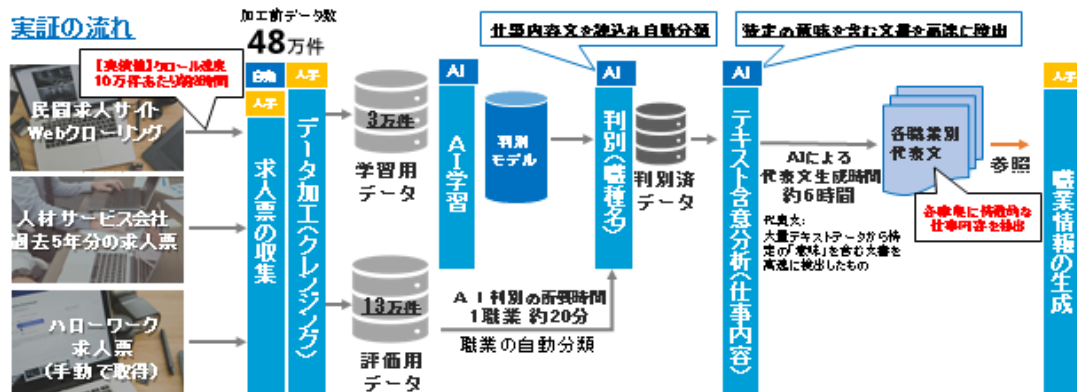 実証の流れ
加工前データ数
48万件
【実績値】クロール速度
10万件あたり約2時間
民間求人サイト
Webクローリング
人材サービス会社
過去5年分の求人票
ハローワーク
求人票
(手動で取得)
自動
人手
人手
求人票の収集
データ加工(クレンジング)
3万件
学習用
データ
13万件
評価用
データ
AI
AI学習
判別
モデル
仕事内容文を読込み自動分類
AI
判別(職種名)
AI判別の所要時間
1職業 約20分
職業の自動分類
判別済
データ
特定の意味を含む文書を高速に検出
AI
テキスト含意分析(仕事内容)
AIによる
代表文生成時間
約6時間
代表文:
大量テキストデータから特
定の「意味」を含む文書を
高速に検出したもの
各職業別
代表文
各職業に特徴的な
仕事内容を抽出
参照
人手
職業情報の生成